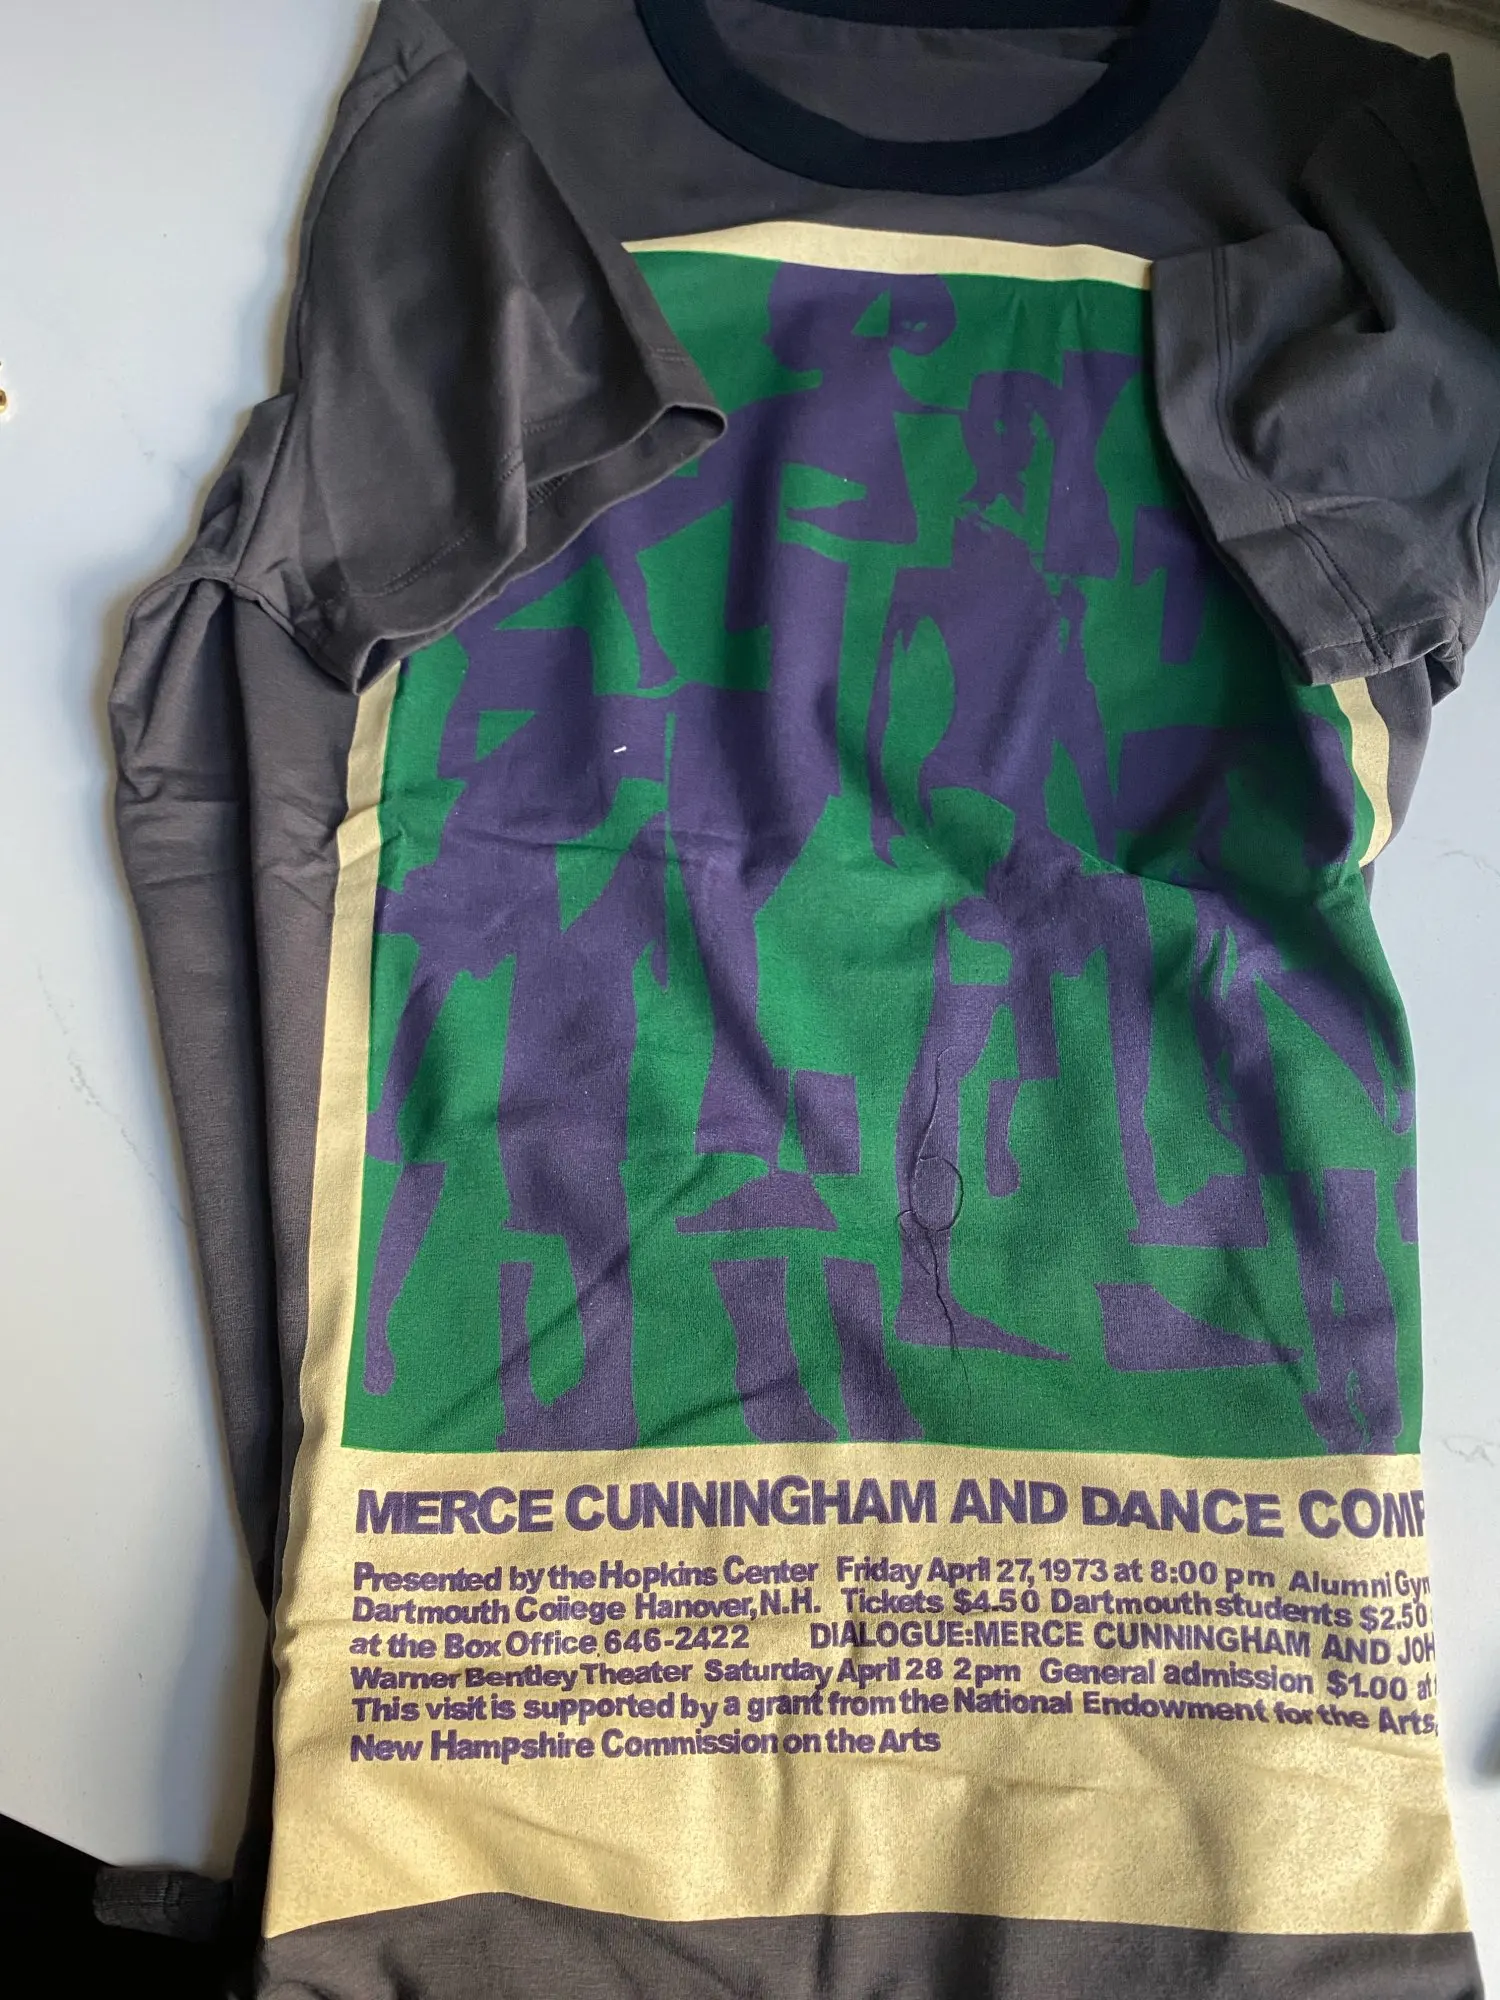 MERCE CUNNINGHAM AND DANCE COMP
Presented by the Hopkins Center Friday April 27, 1973 at 8:00 pm Alumni Gym
Dartmouth College Hanover, N.H. Tickets $4.50 Dartmouth students $2.50
at the Box Office 646-2422 DIALOGUE: MERCE CUNNINGHAM AND JOH
Warner Bentley Theater Saturday April 28 2 pm General admission $1.00 at
This visit is supported by a grant from the National Endowment for the Arts,
New Hampshire Commission on the Arts